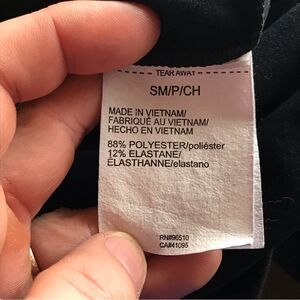 TEAR AWAY
SM/P/CH
MADE IN VIETNAM/
FABRIQUÉ AU VIETNAM/
HECHO EN VIETNAM
88% POLYESTER/poliéster
12% ELASTANE/
ÉLASTHANNE/elastano
RN#96510
CA#41095